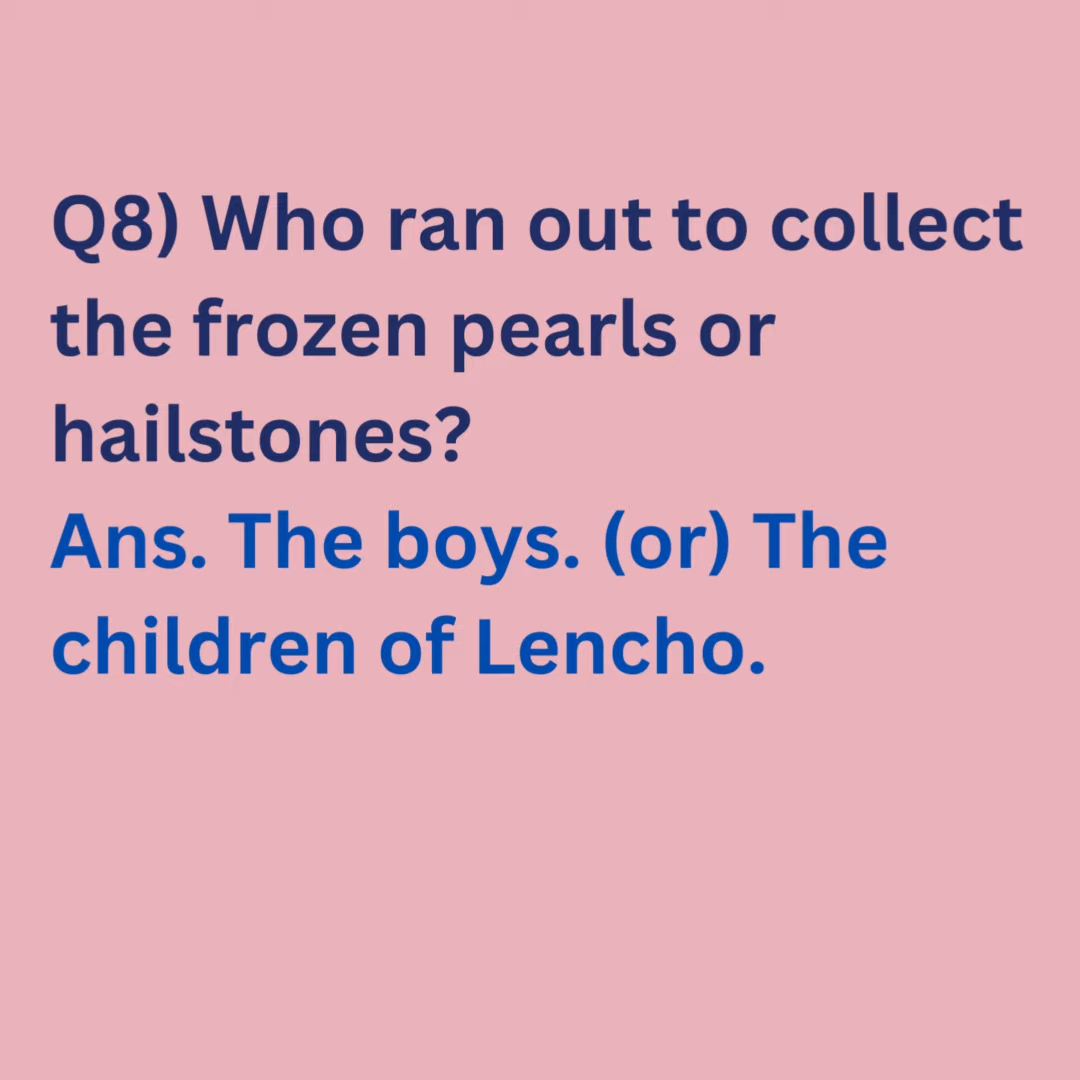 Q8) Who ran out to collect
the frozen pearls or
hailstones?
Ans. The boys. (or) The
children of Lencho.